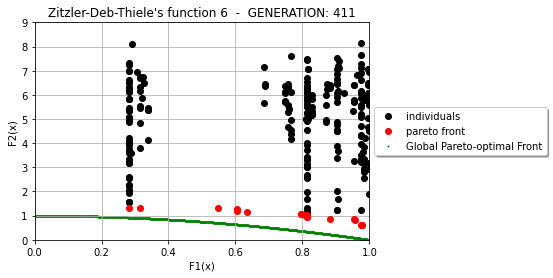 Zitzler-Deb-Thiele's function 6 - GENERATION: 411
9
8
7
6
5
4
3
2
1
0
F2(x)
0.0 0.2 0.4 0.6 0.8 1.0
F1(x)
individuals
pareto front
Global Pareto-optimal Front